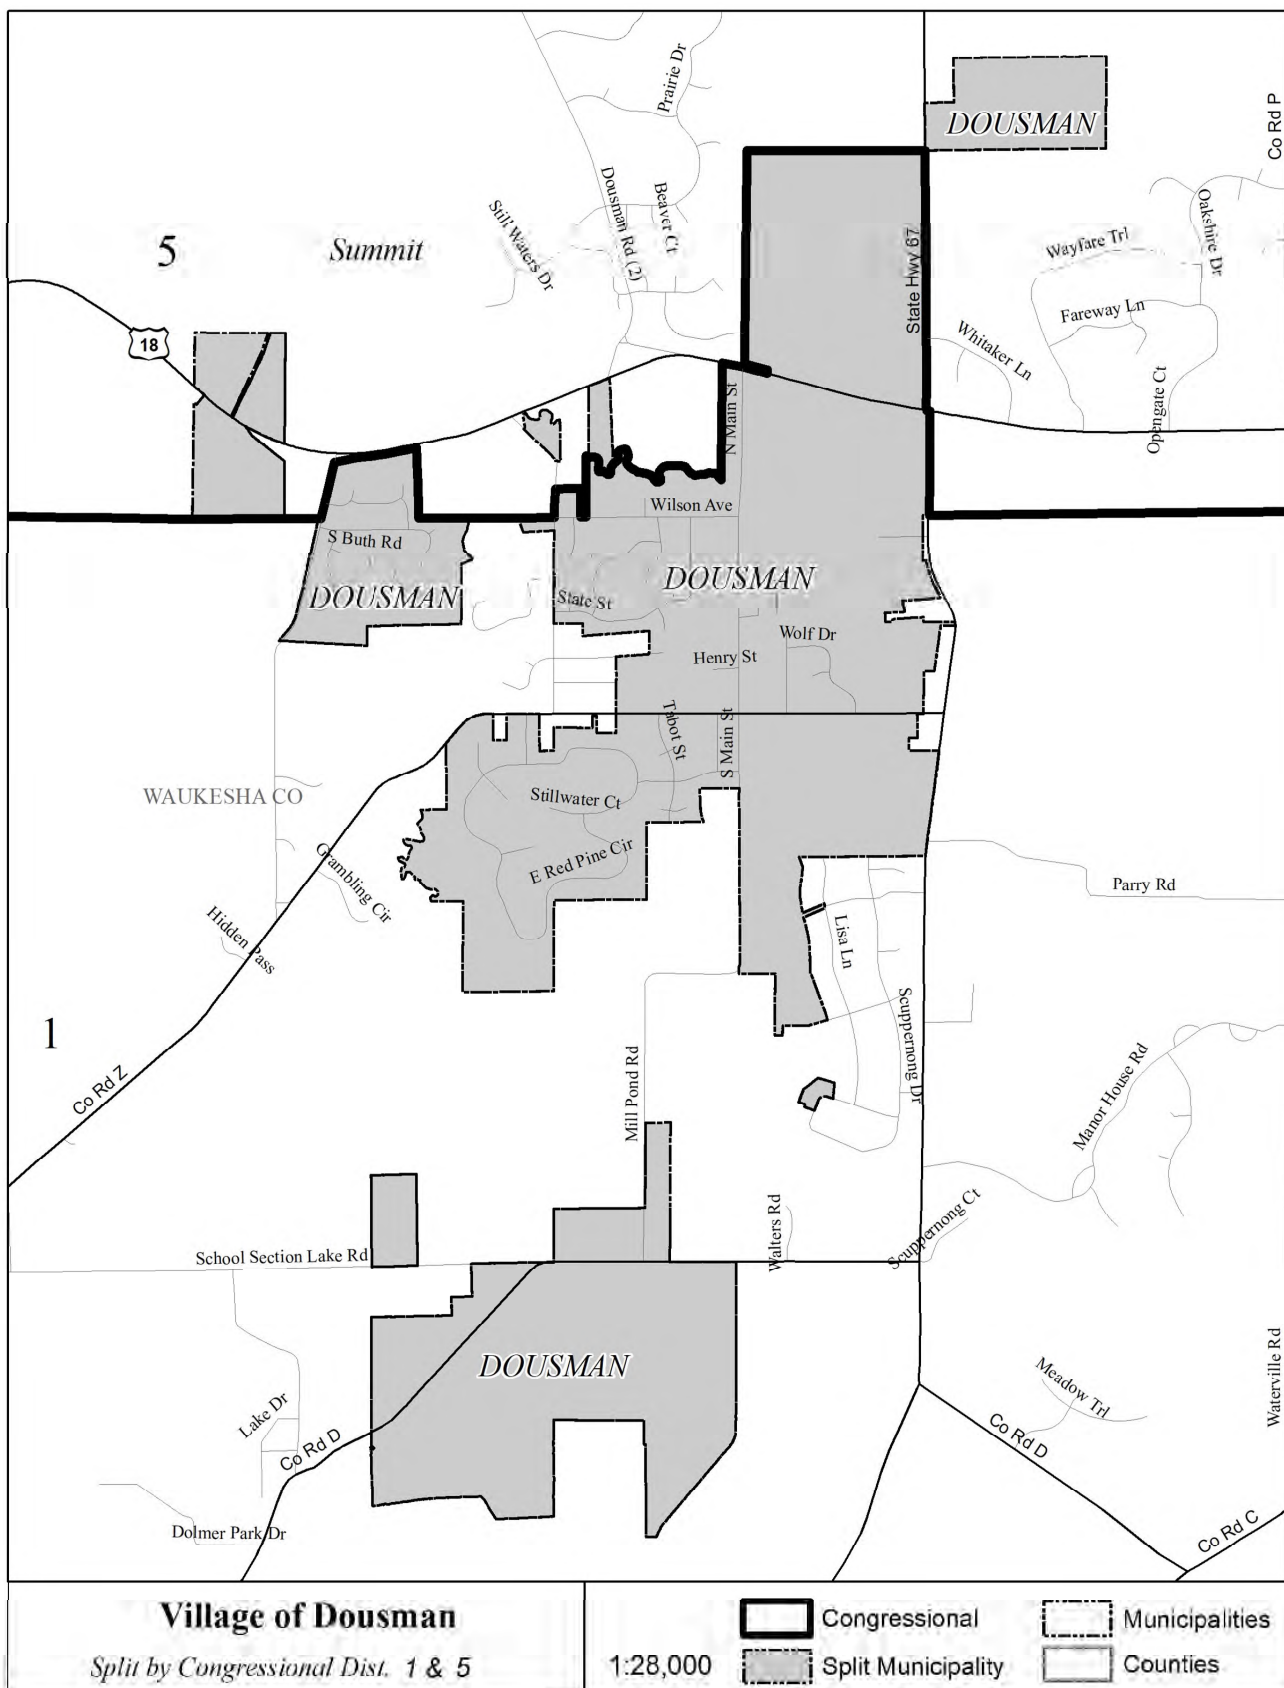 Prairie Dr
DOUSMAN
Co Rd P
Dousman Rd (2)
Beaver Ct
Still Waters Dr
Oakshire Dr
Wayfare Trl
5
Summit
State Hwy 67
Fareway Ln
18
Whitaker Ln
Opengate Ct
N Main St
Wilson Ave
S Buth Rd
DOUSMAN
DOUSMAN
State St
Wolf Dr
Henry St
Tabot St
S Main St
WAUKESHA CO
Stillwater Ct
E Red Pine Cir
Grambling Cir
Parry Rd
Hidden Pass
Lisa Ln
Scuppernong Dr
1
Co Rd Z
Mill Pond Rd
Manor House Rd
Walters Rd
Scuppernong Ct
School Section Lake Rd
DOUSMAN
Waterville Rd
Meadow Trl
Lake Dr
Co Rd D
Co Rd D
Dolmer Park Dr
Co Rd C
Village of Dousman
Split by Congressional Dist. 1 & 5
1:28,000
Congressional
Municipalities
Split Municipality
Counties